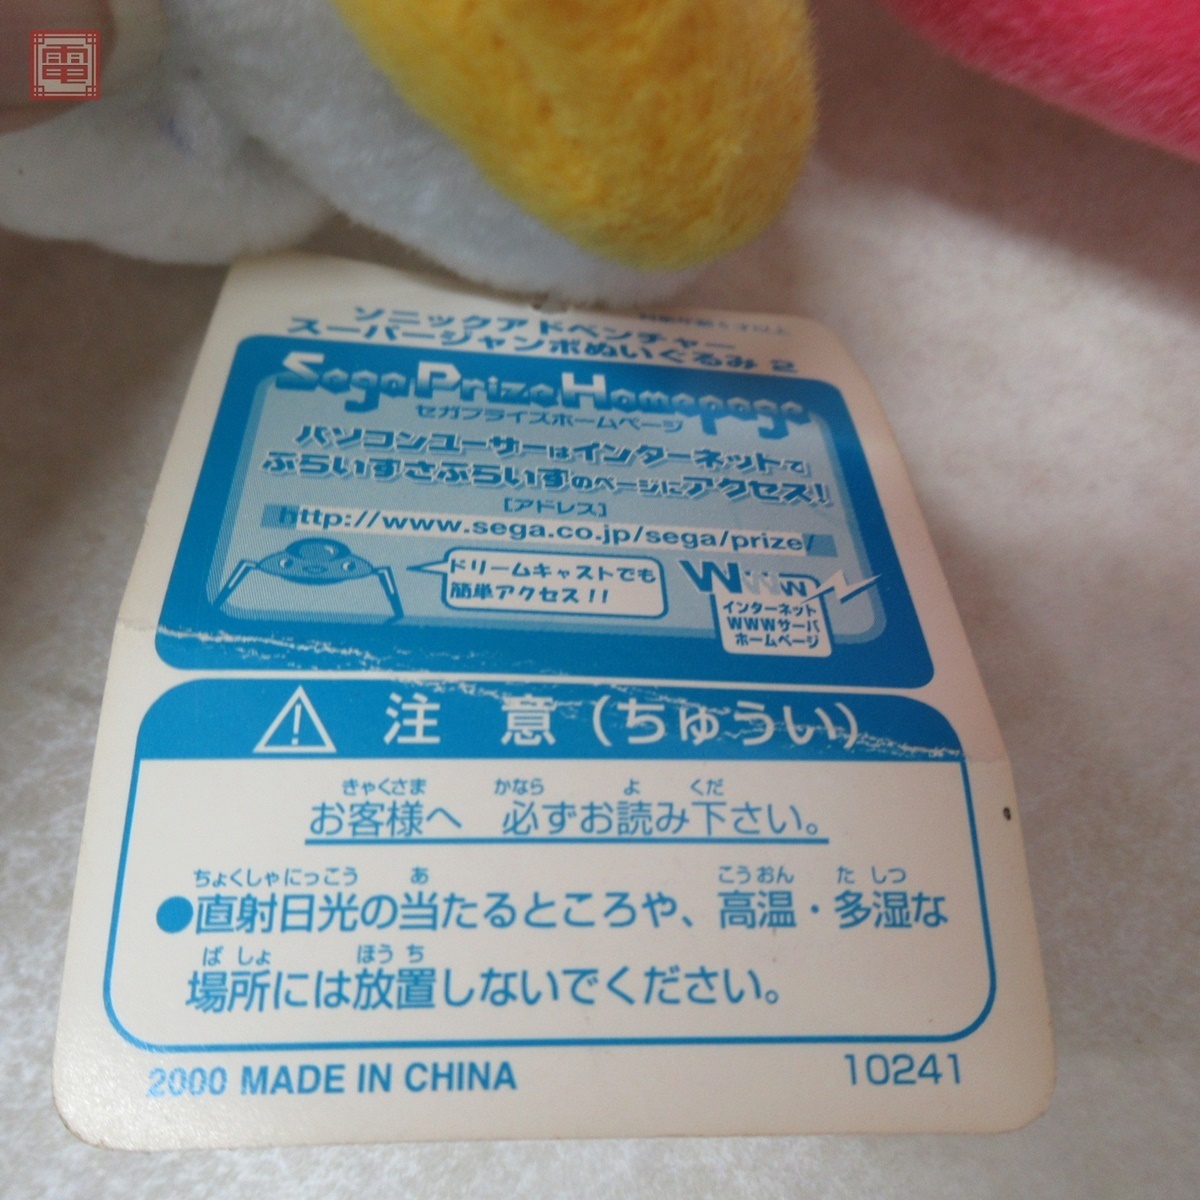 電
ソニックアドベンチャー
スーパージャンボぬいぐるみ 2
Sega Prize Homepage
セガプライズホームページ
パソコンユーザーはインターネットで
ぷらいずさぷらいずのページにアクセス!
[アドレス]
http://www.sega.co.jp/sega/prize/
ドリームキャストでも
簡単アクセス!!
WWW
インターネット
WWWサーバ
ホームページ
注 意 (ちゅうい)
きゃくさま かなら よ くだ
お客様へ 必ずお読み下さい。
ちょくしゃにっこう あ こうおん た しつ
●直射日光の当たるところや、高温・多湿な
ば しょ ほう ち
場所には放置しないでください。
2000 MADE IN CHINA
10241